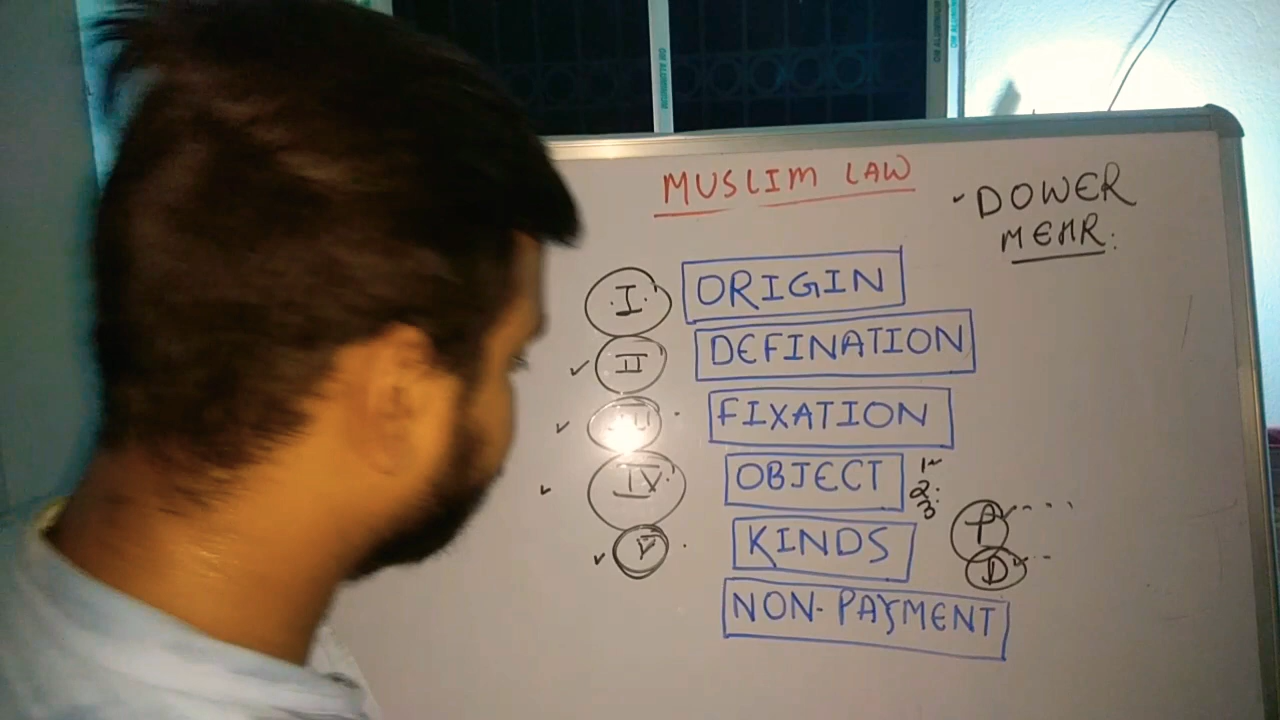 MUSLIM LAW
DOWER
MEHR:
I ORIGIN
II DEFINATION
FIXATION
IV OBJECT 1
2.
3
V KINDS P
D
NON-PAYMENT